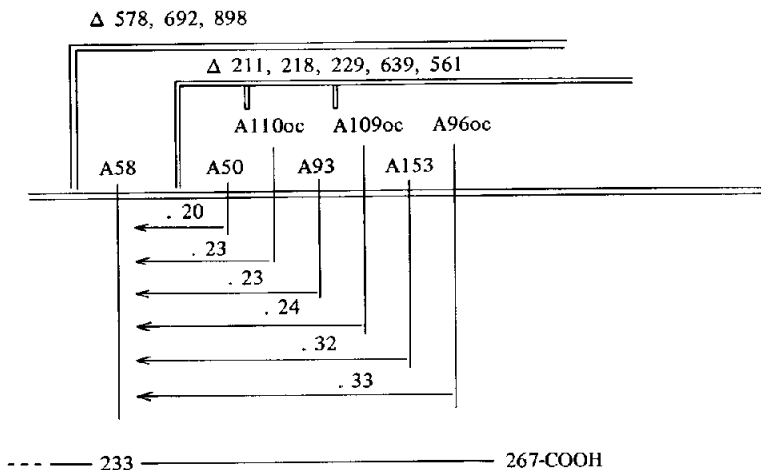 Δ 578, 692, 898
Δ 211, 218, 229, 639, 561
A110oc A109oc A96oc
A58 A50 A93 A153
. 20
. 23
. 23
. 24
. 32
. 33
233 267-COOH